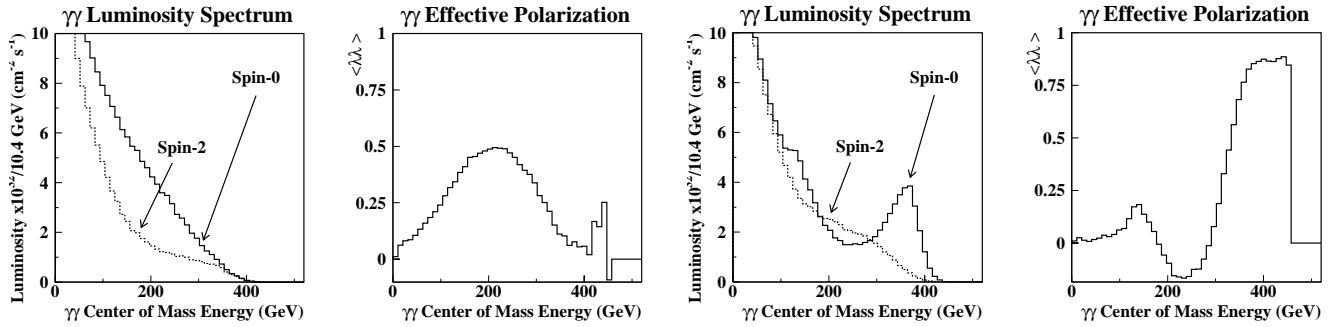 γγ Luminosity Spectrum
Luminosity x10³²/10.4 GeV (cm⁻² s⁻¹)
10
8
6
4
2
0
Spin-0
Spin-2
0 200 400
γγ Center of Mass Energy (GeV)
γγ Effective Polarization
<λλ>
1
0.75
0.5
0.25
0
0 200 400
γγ Center of Mass Energy (GeV)
γγ Luminosity Spectrum
Luminosity x10³²/10.4 GeV (cm⁻² s⁻¹)
10
8
6
4
2
0
Spin-0
Spin-2
0 200 400
γγ Center of Mass Energy (GeV)
γγ Effective Polarization
<λλ>
1
0.75
0.5
0.25
0
0 200 400
γγ Center of Mass Energy (GeV)